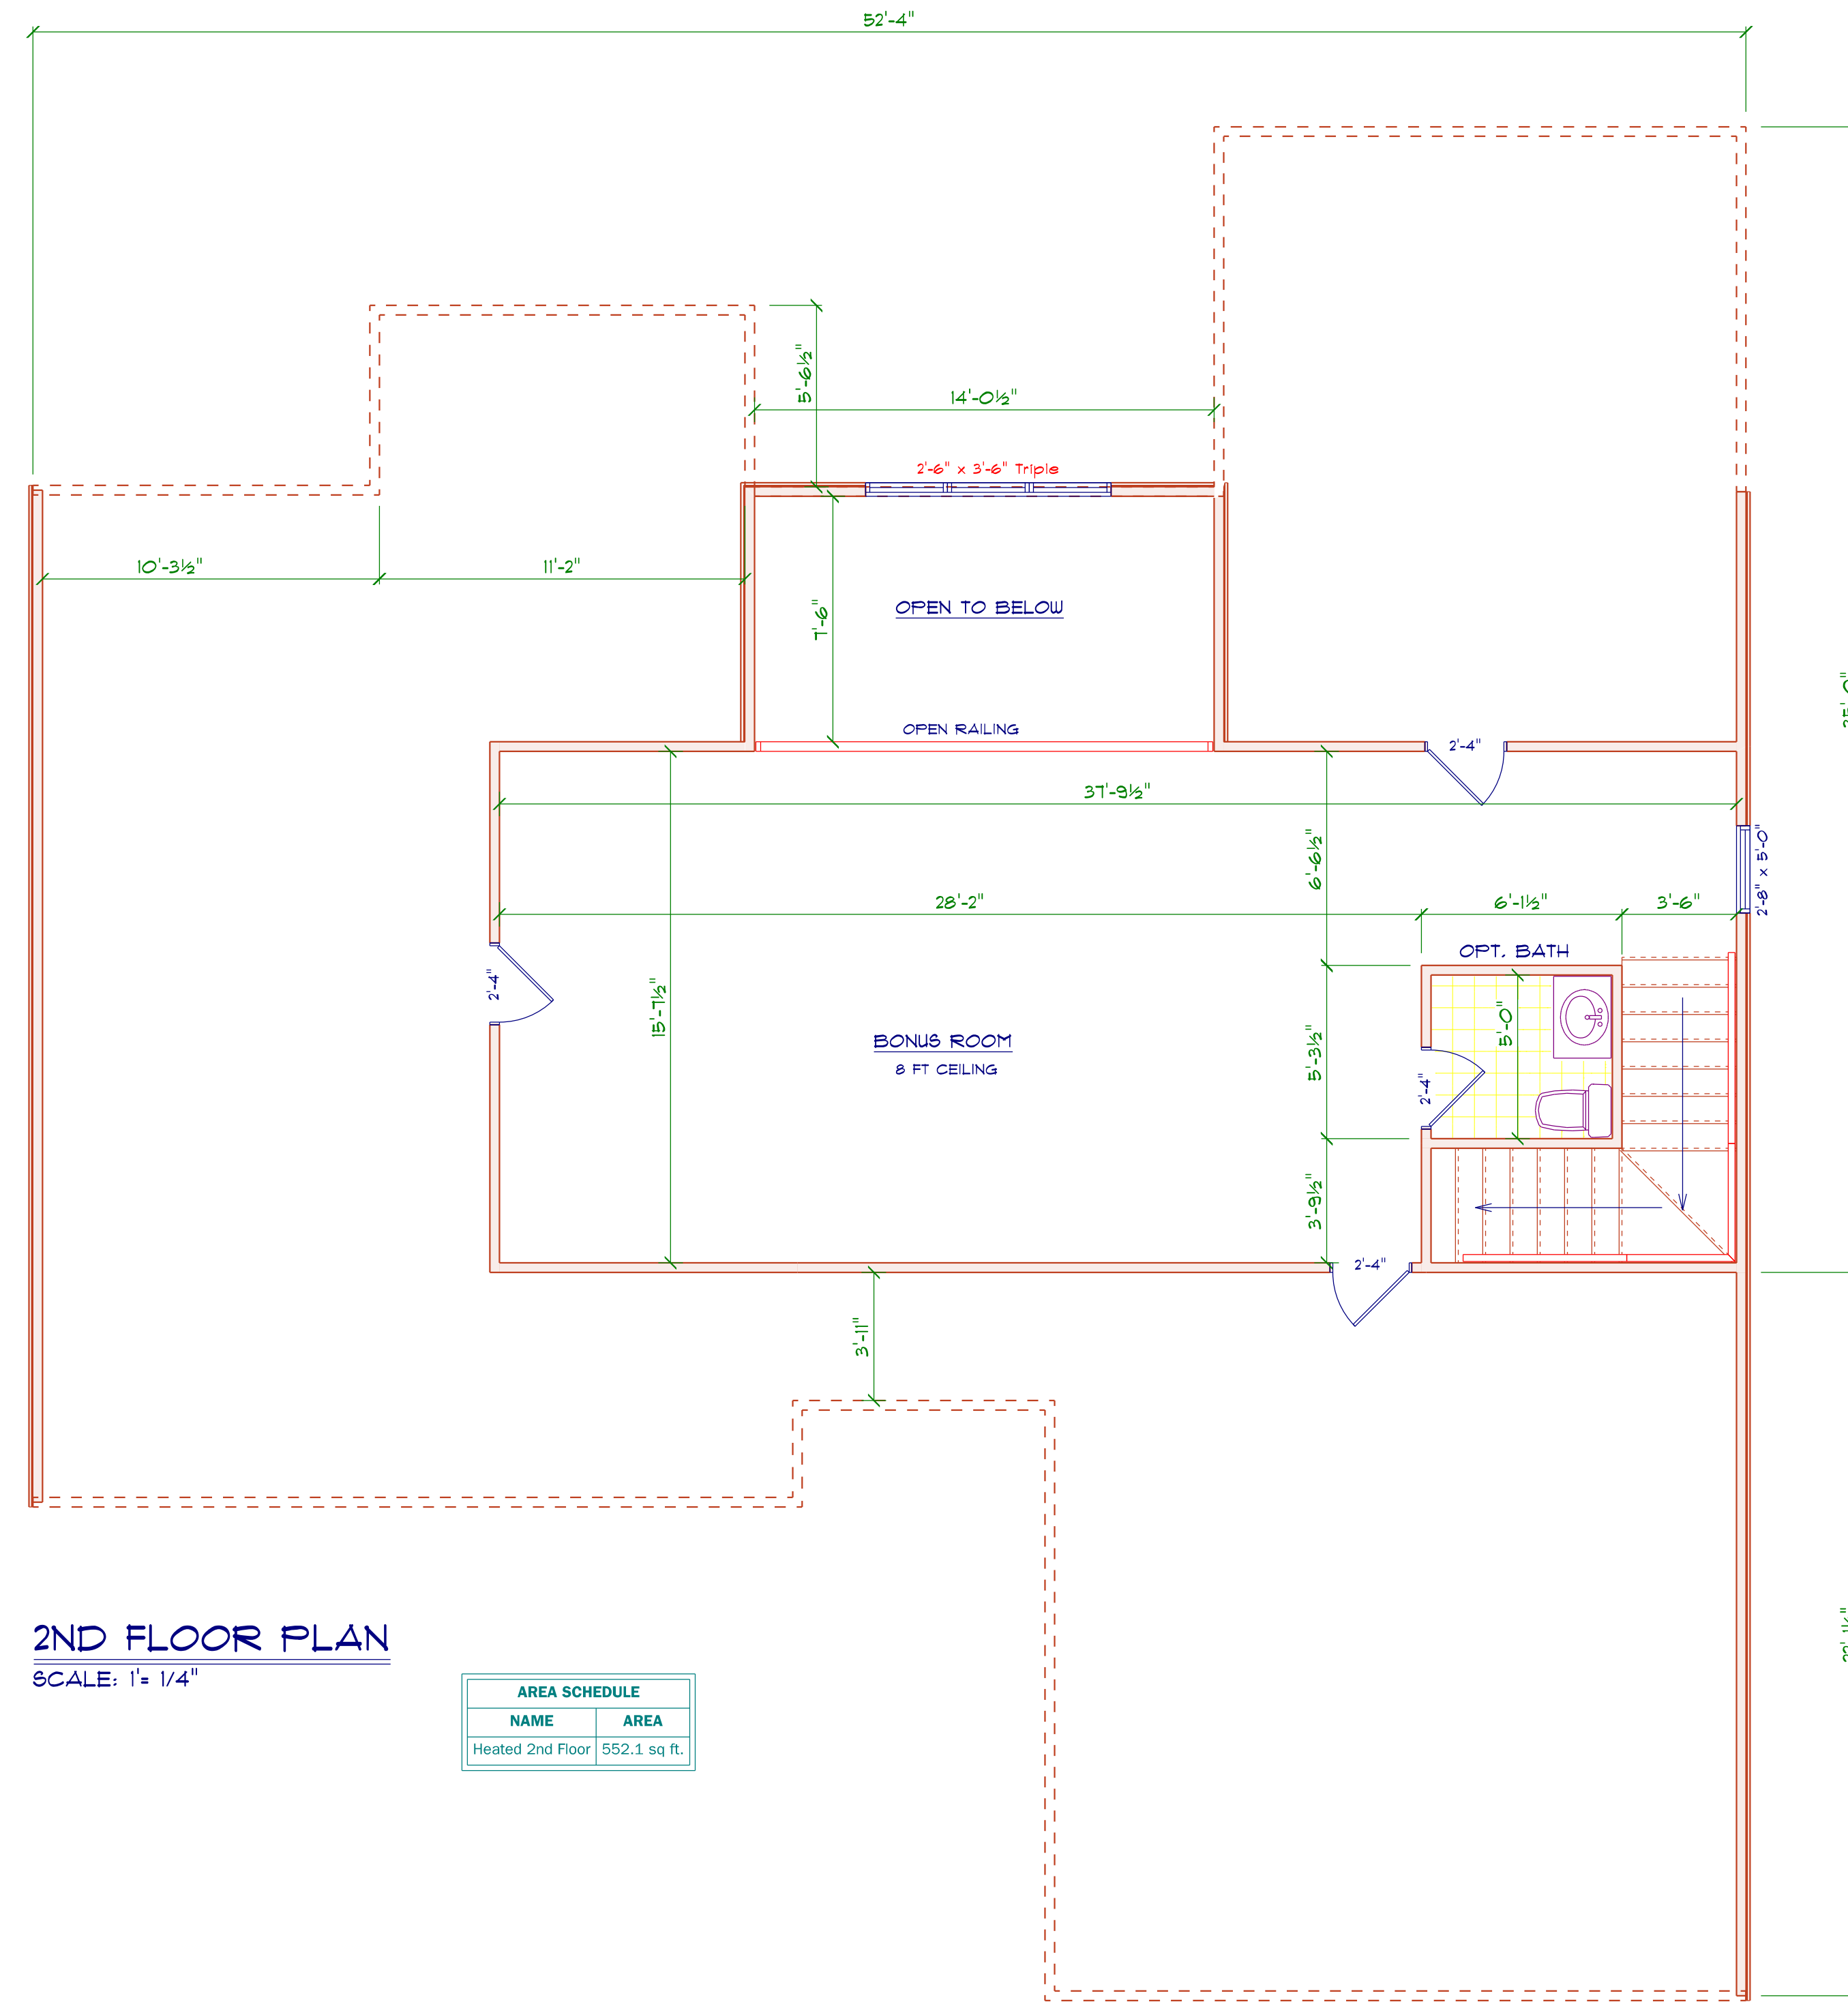 52'-4"
5'-6½"
14'-0½"
2'-6" x 3'-6" Triple
10'-3½"
11'-2"
7'-6"
OPEN TO BELOW
OPEN RAILING
2'-4"
37'-9½"
6'-6½"
2'-8" x 5'-0"
28'-2"
6'-1½"
3'-6"
OPT. BATH
2'-4"
15'-7½"
5'-0"
BONUS ROOM
8 FT CEILING
5'-3½"
2'-4"
3'-9½"
2'-4"
3'-11"
2ND FLOOR PLAN
SCALE: 1'= 1/4"
AREA SCHEDULE
NAME AREA
Heated 2nd Floor 552.1 sq ft.